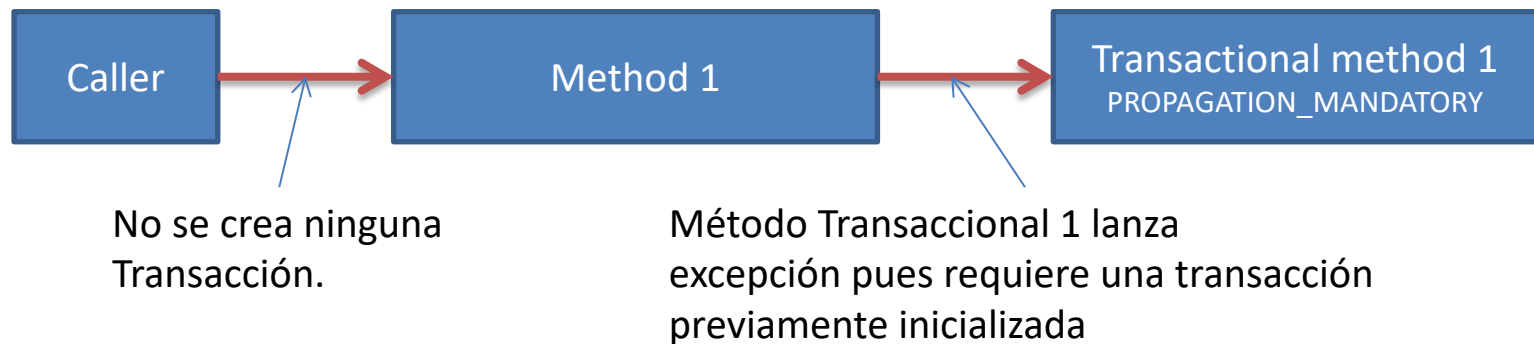 Caller
Method 1
Transactional method 1
PROPAGATION_MANDATORY
No se crea ninguna
Transacción.
Método Transaccional 1 lanza
excepción pues requiere una transacción
previamente inicializada